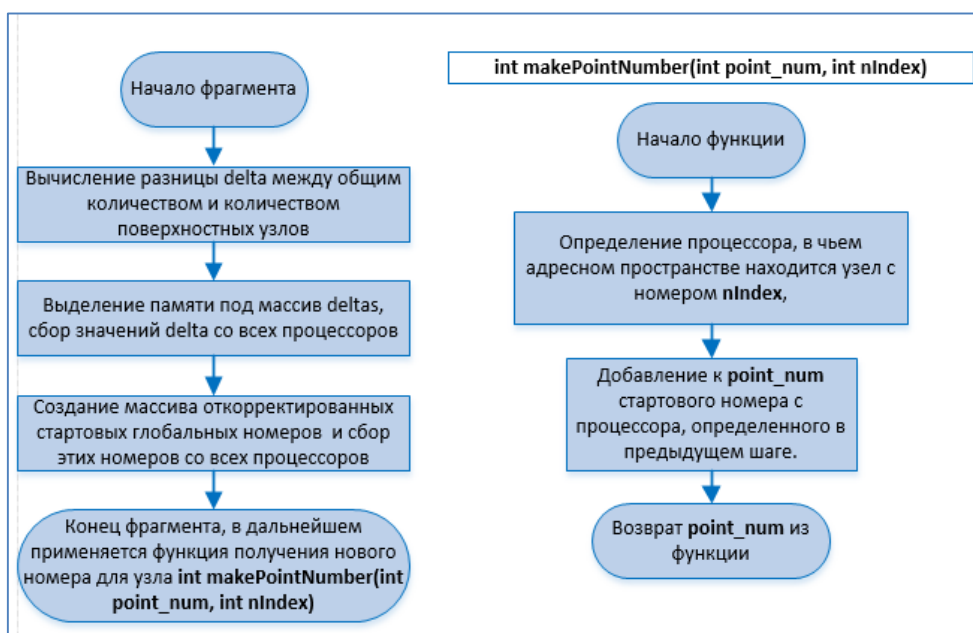 Начало фрагмента
Вычисление разницы delta между общим
количеством и количеством
поверхностных узлов
Выделение памяти под массив deltas,
сбор значений delta со всех процессоров
Создание массива откорректированных
стартовых глобальных номеров и сбор
этих номеров со всех процессоров
Конец фрагмента, в дальнейшем
применяется функция получения нового
номера для узла int makePointNumber(int
point_num, int nIndex)
int makePointNumber(int point_num, int nIndex)
Начало функции
Определение процессора, в чьем
адресном пространстве находится узел с
номером nIndex,
Добавление к point_num
стартового номера с
процессора, определенного в
предыдущем шаге.
Возврат point_num из
функции